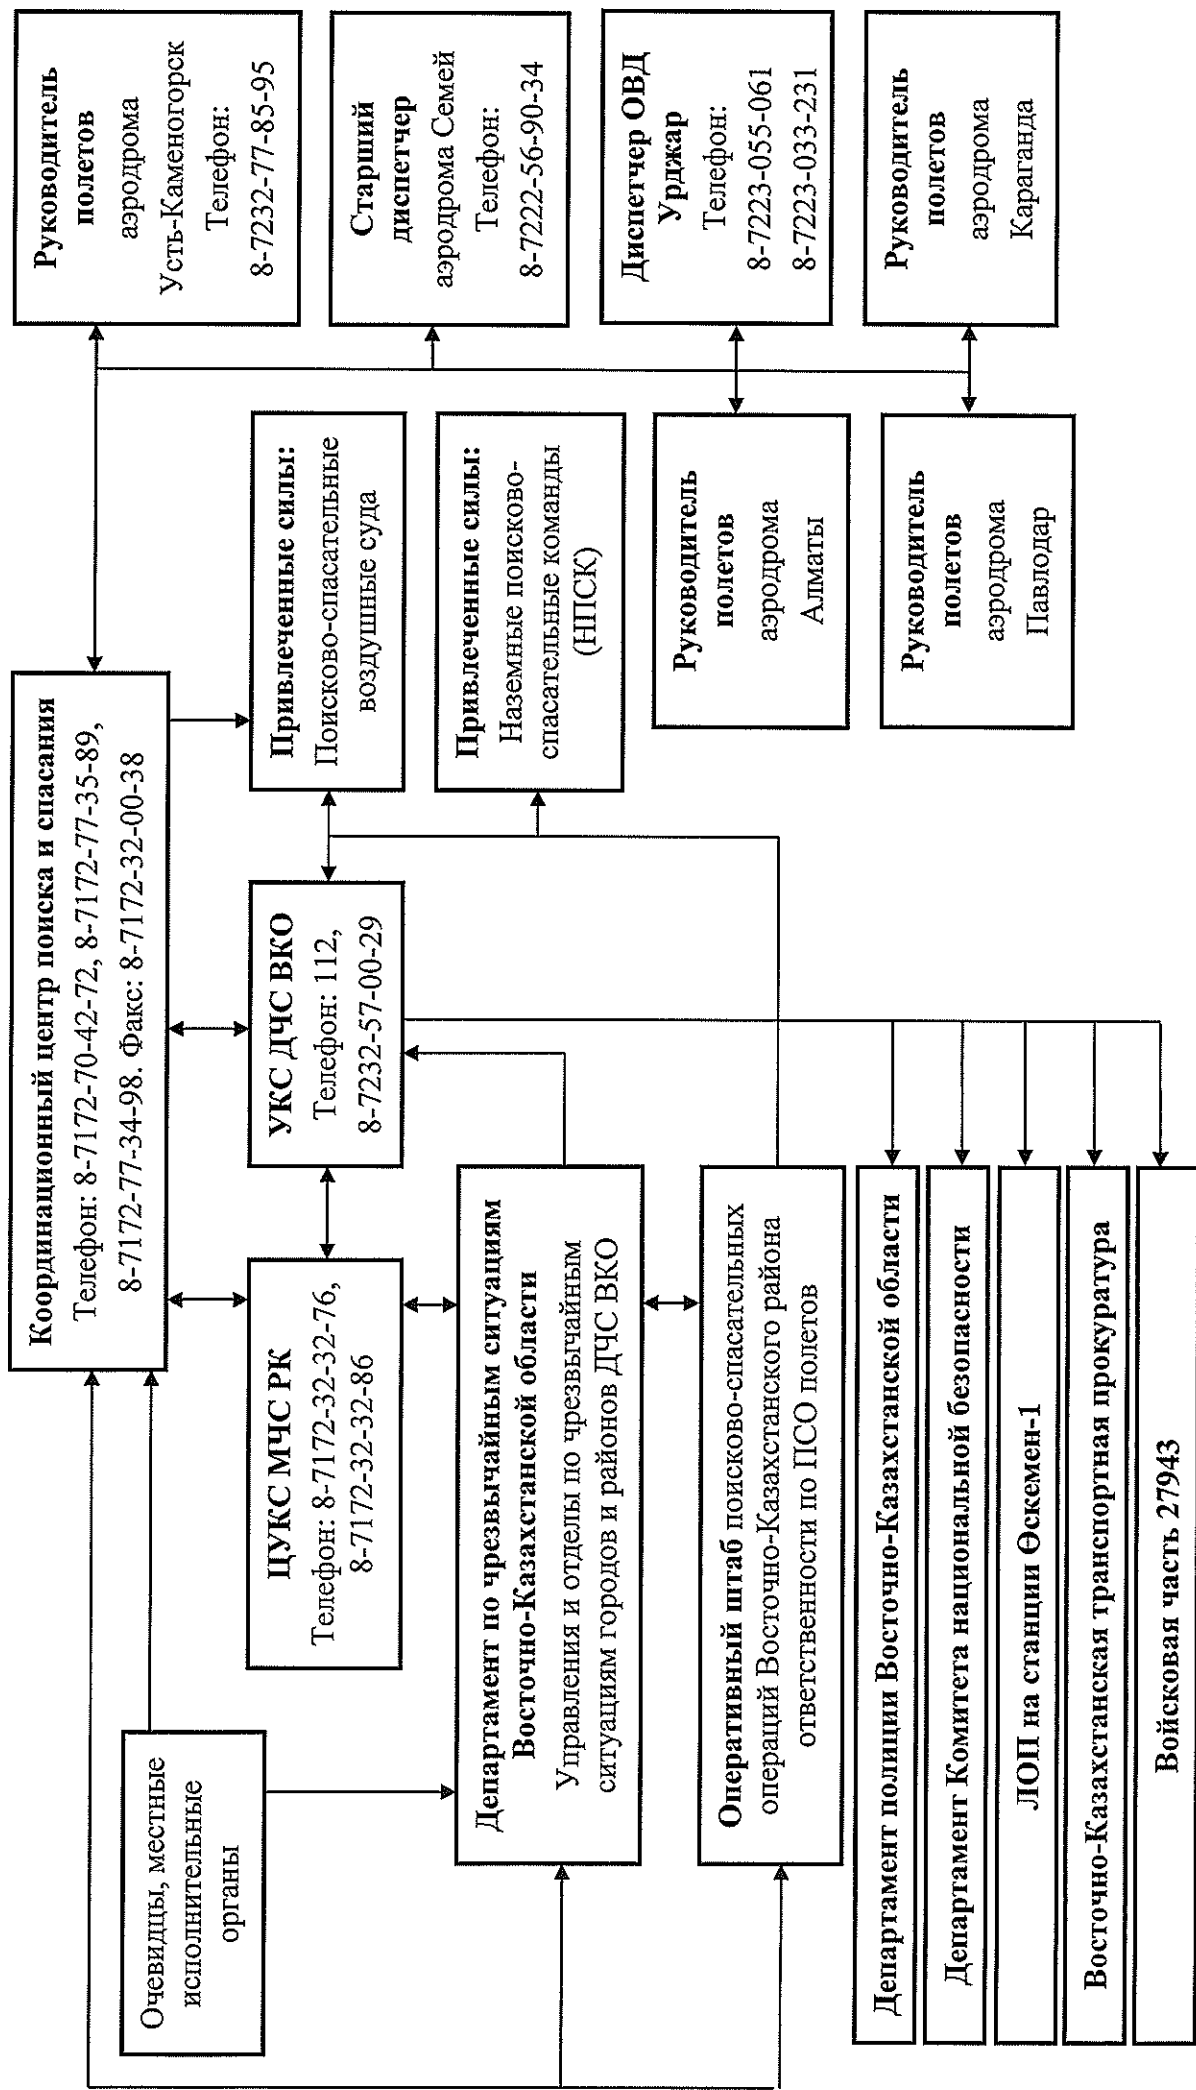 Координационный центр поиска и спасания
Телефон: 8-7172-70-42-72, 8-7172-77-35-89,
8-7172-77-34-98. Факс: 8-7172-32-00-38
Руководитель
полетов
аэродрома
Усть-Каменогорск
Телефон:
8-7232-77-85-95
Очевидцы, местные
исполнительные
органы
ЦУКС МЧС РК
Телефон: 8-7172-32-32-76,
8-7172-32-32-86
УКС ДЧС ВКО
Телефон: 112,
8-7232-57-00-29
Привлеченные силы:
Поисково-спасательные
воздушные суда
Старший
диспетчер
аэродрома Семей
Телефон:
8-7222-56-90-34
Департамент по чрезвычайным ситуациям
Восточно-Казахстанской области
Управления и отделы по чрезвычайным
ситуациям городов и районов ДЧС ВКО
Привлеченные силы:
Наземные поисково-
спасательные команды
(НПСК)
Диспетчер ОВД
Урджар
Телефон:
8-7223-055-061
8-7223-033-231
Оперативный штаб поисково-спасательных
операций Восточно-Казахстанского района
ответственности по ПСО полетов
Руководитель
полетов
аэродрома
Алматы
Руководитель
полетов
аэродрома
Караганда
Департамент полиции Восточно-Казахстанской области
Департамент Комитета национальной безопасности
ЛОП на станции Өскемен-1
Восточно-Казахстанская транспортная прокуратура
Войсковая часть 27943
Руководитель
полетов
аэродрома
Павлодар